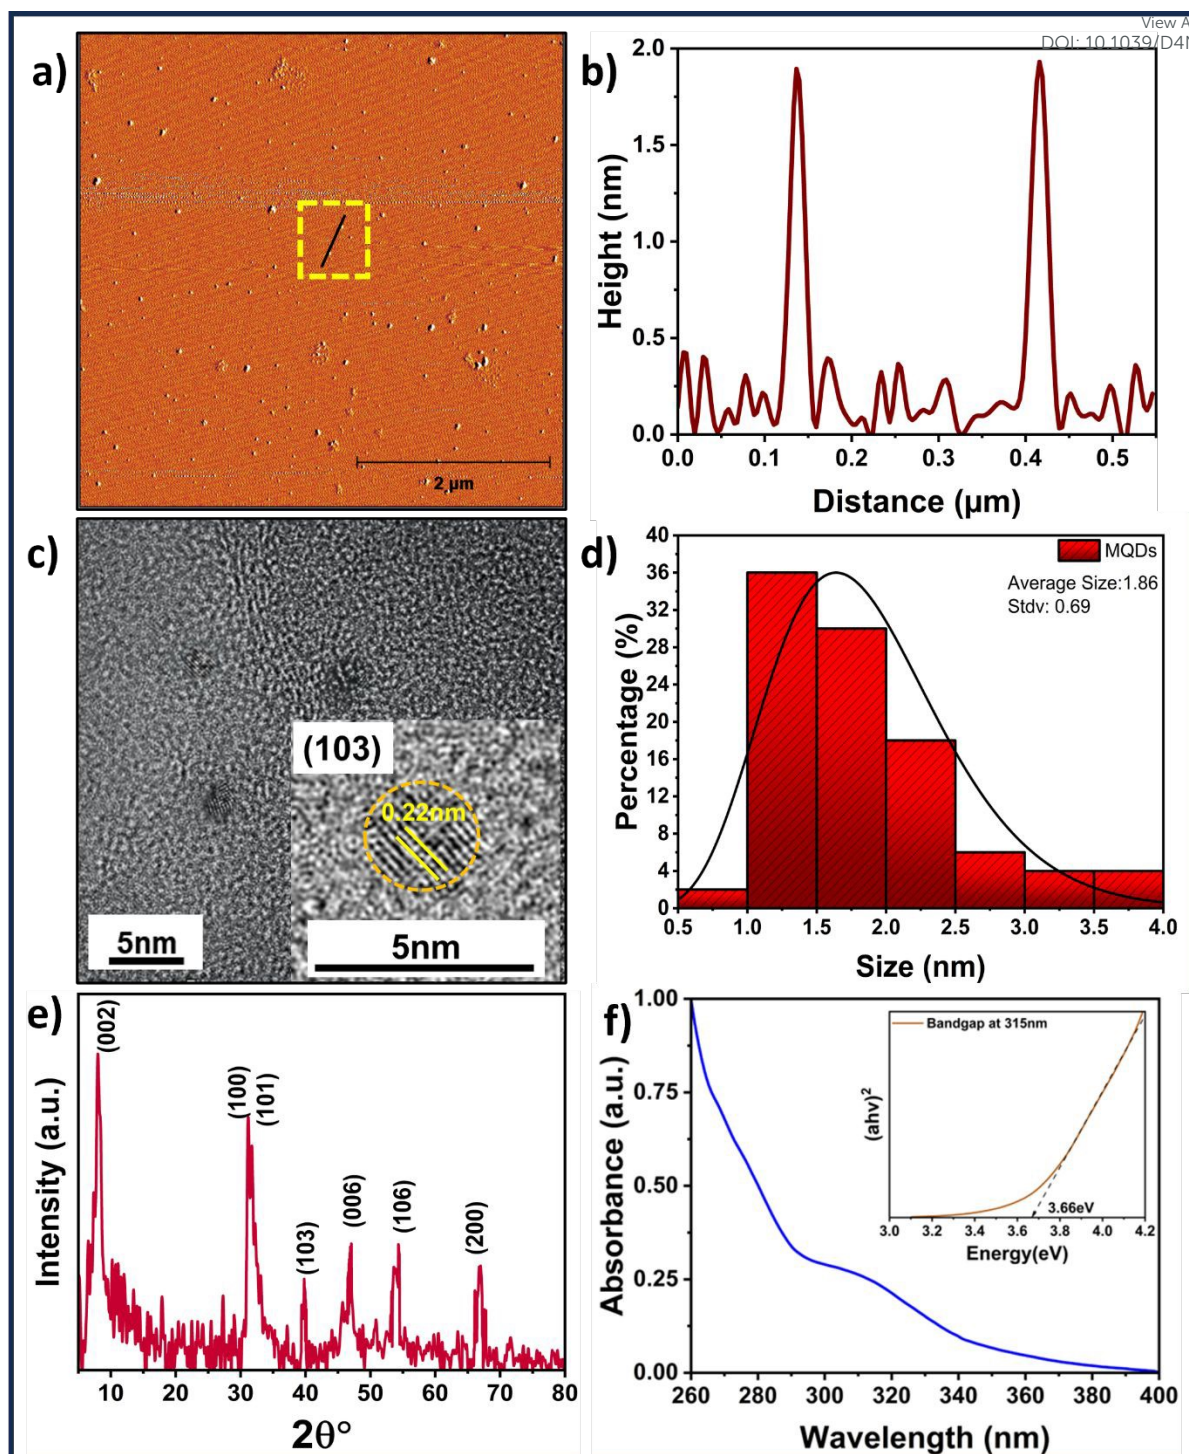 View A
DOI: 10.1039/D4N
a)
2 µm
b)
Height (nm)
2.0
1.5
1.0
0.5
0.0
0.0 0.1 0.2 0.3 0.4 0.5
Distance (µm)
c)
(103)
0.22nm
5nm
5nm
d)
MQDs
Average Size:1.86
Stdv: 0.69
Percentage (%)
40
36
32
28
24
20
16
12
8
4
0
0.5 1.0 1.5 2.0 2.5 3.0 3.5 4.0
Size (nm)
e)
Intensity (a.u.)
(002)
(100)
(101)
(103)
(006)
(106)
(200)
10 20 30 40 50 60 70 80
2θ°
f)
Absorbance (a.u.)
1.00
0.75
0.50
0.25
0.00
260 280 300 320 340 360 380 400
Wavelength (nm)
Bandgap at 315nm
(ahv)²
3.66eV
3.0 3.2 3.4 3.6 3.8 4.0 4.2
Energy(eV)